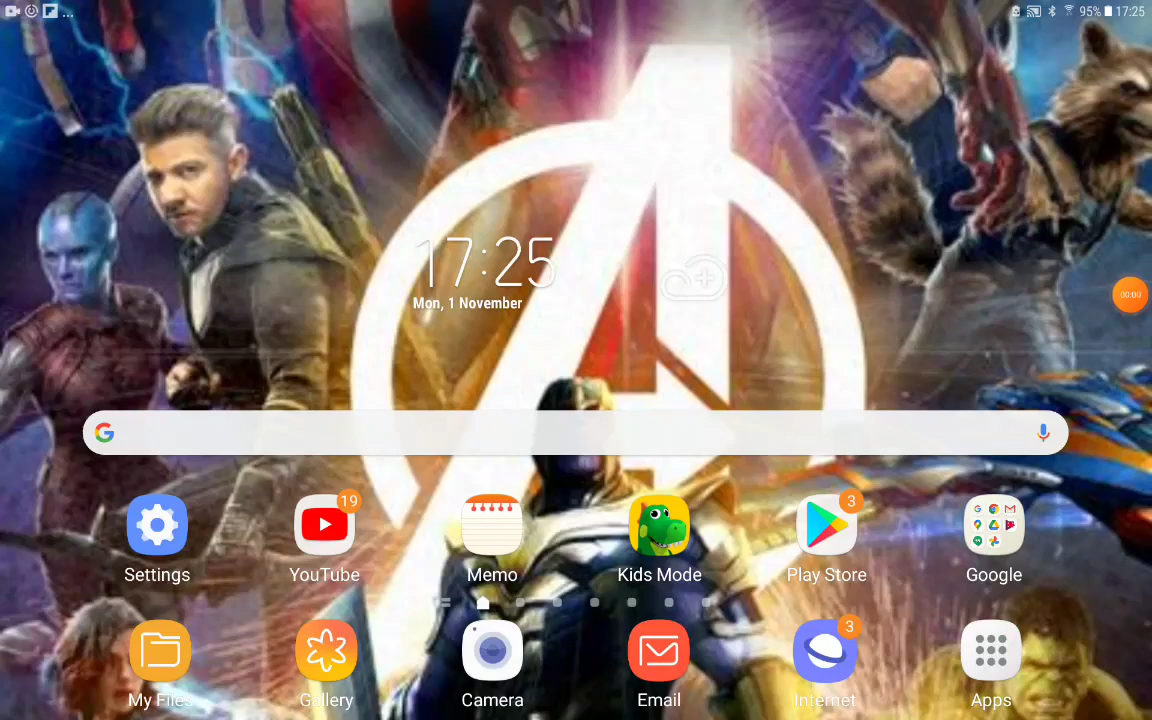 ... 95% 17:25
17:25
Mon, 1 November
00:00
19
3
Settings YouTube Memo Kids Mode Play Store Google
3
My Files Gallery Camera Email Internet Apps